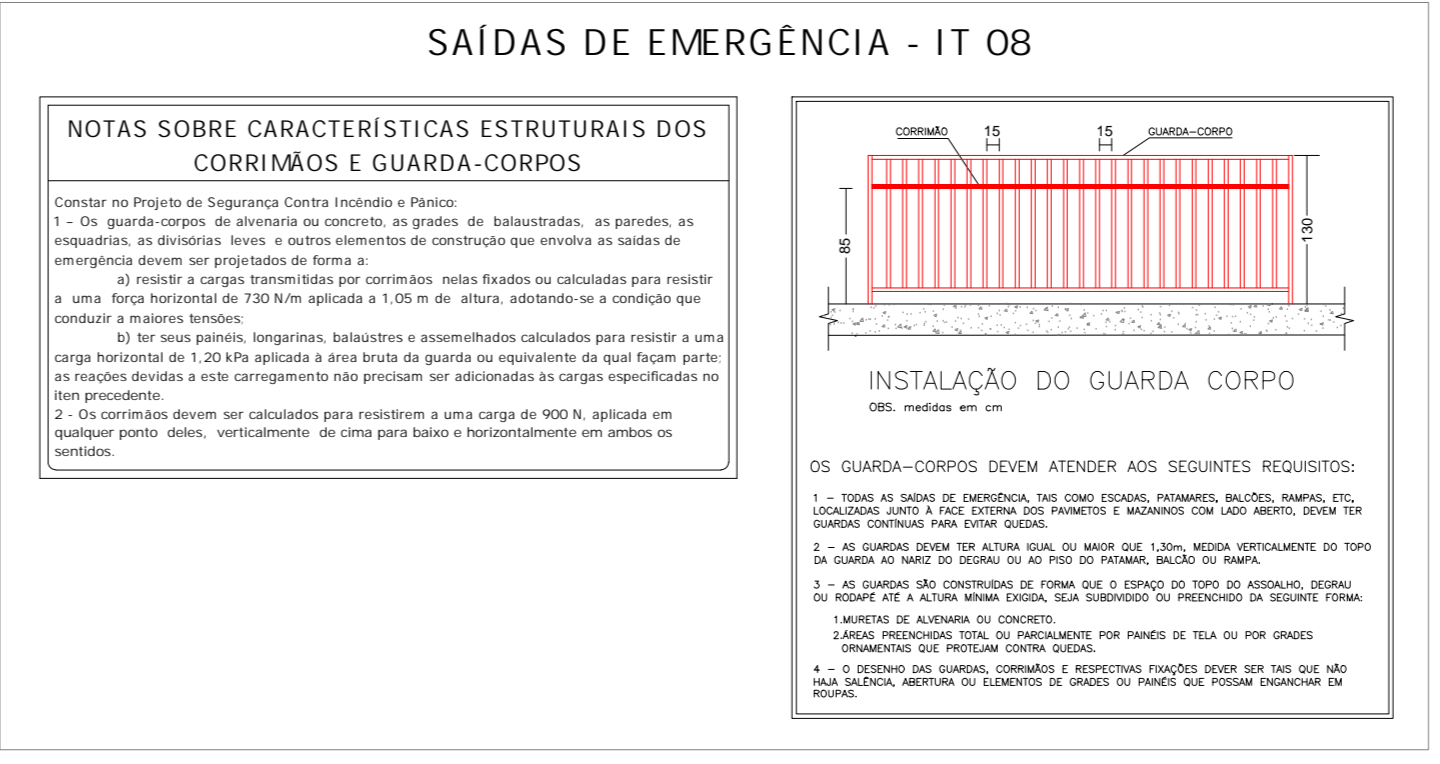 SAÍDAS DE EMERGÊNCIA - IT 08
NOTAS SOBRE CARACTERÍSTICAS ESTRUTURAIS DOS
CORRIMÃOS E GUARDA-CORPOS
Constar no Projeto de Segurança Contra Incêndio e Pânico:
1 – Os guarda-corpos de alvenaria ou concreto, as grades de balaustradas, as paredes, as
esquadrias, as divisórias leves e outros elementos de construção que envolva as saídas de
emergência devem ser projetados de forma a:
a) resistir a cargas transmitidas por corrimãos nelas fixados ou calculadas para resistir
a uma força horizontal de 730 N/m aplicada a 1,05 m de altura, adotando-se a condição que
conduzir a maiores tensões;
b) ter seus painéis, longarinas, balaústres e assemelhados calculados para resistir a uma
carga horizontal de 1,20 kPa aplicada à área bruta da guarda ou equivalente da qual façam parte;
as reações devidas a este carregamento não precisam ser adicionadas às cargas especificadas no
iten precedente.
2 - Os corrimãos devem ser calculados para resistirem a uma carga de 900 N, aplicada em
qualquer ponto deles, verticalmente de cima para baixo e horizontalmente em ambos os
sentidos.
CORRIMÃO 15 15 GUARDA-CORPO
85
130
INSTALAÇÃO DO GUARDA CORPO
OBS. medidas em cm
OS GUARDA-CORPOS DEVEM ATENDER AOS SEGUINTES REQUISITOS:
1 – TODAS AS SAÍDAS DE EMERGÊNCIA, TAIS COMO ESCADAS, PATAMARES, BALCÕES, RAMPAS, ETC,
LOCALIZADAS JUNTO À FACE EXTERNA DOS PAVIMETOS E MAZANINOS COM LADO ABERTO, DEVEM TER
GUARDAS CONTÍNUAS PARA EVITAR QUEDAS.
2 – AS GUARDAS DEVEM TER ALTURA IGUAL OU MAIOR QUE 1,30m, MEDIDA VERTICALMENTE DO TOPO
DA GUARDA AO NARIZ DO DEGRAU OU AO PISO DO PATAMAR, BALCÃO OU RAMPA.
3 – AS GUARDAS SÃO CONSTRUÍDAS DE FORMA QUE O ESPAÇO DO TOPO DO ASSOALHO, DEGRAU
OU RODAPÉ ATÉ A ALTURA MÍNIMA EXIGIDA, SEJA SUBDIVIDIDO OU PREENCHIDO DA SEGUINTE FORMA:
1.MURETAS DE ALVENARIA OU CONCRETO.
2.ÁREAS PREENCHIDAS TOTAL OU PARCIALMENTE POR PAINÉIS DE TELA OU POR GRADES
ORNAMENTAIS QUE PROTEJAM CONTRA QUEDAS.
4 – O DESENHO DAS GUARDAS, CORRIMÃOS E RESPECTIVAS FIXAÇÕES DEVER SER TAIS QUE NÃO
HAJA SALÊNCIA, ABERTURA OU ELEMENTOS DE GRADES OU PAINÉIS QUE POSSAM ENGANCHAR EM
ROUPAS.